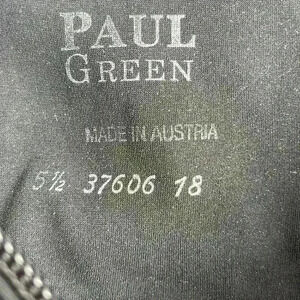 PAUL
GREEN
MADE IN AUSTRIA
5½ 37606 18